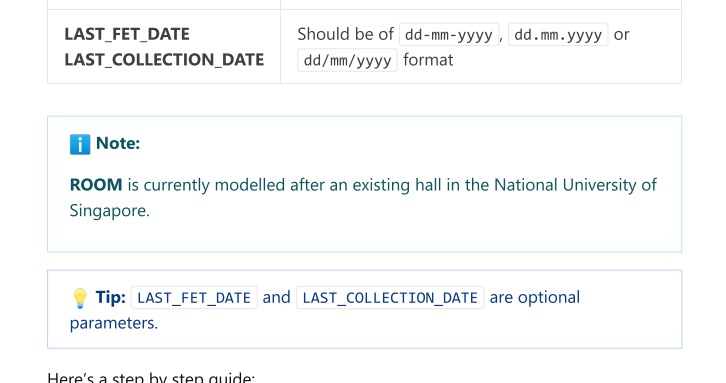 LAST_FET_DATE
LAST_COLLECTION_DATE
Should be of dd-mm-yyyy, dd.mm.yyyy or
dd/mm/yyyy format
Note:
ROOM is currently modelled after an existing hall in the National University of
Singapore.
Tip: LAST_FET_DATE and LAST_COLLECTION_DATE are optional
parameters.
Here's a step by step guide: